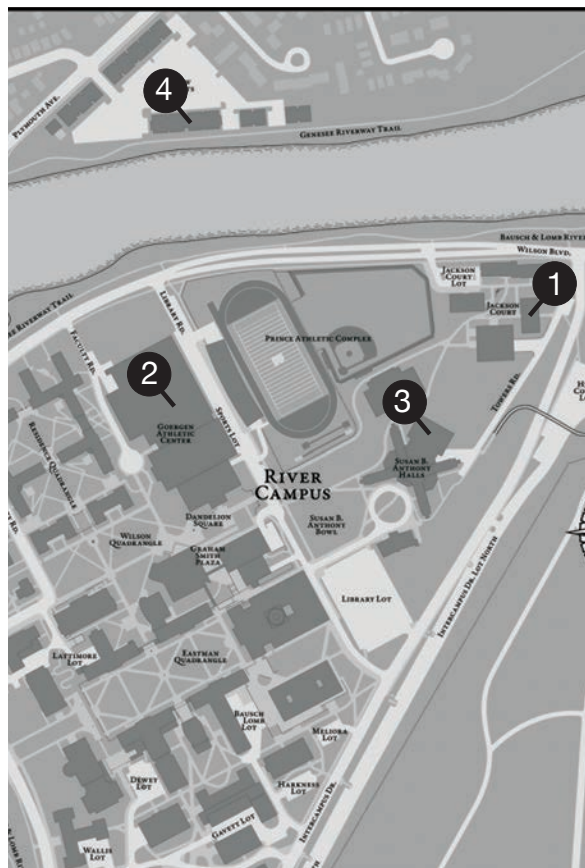 4
PLYMOUTH AVE.
GENESEE RIVERWAY TRAIL
BAUSCH & LOMB RIVER
WILSON BLVD.
JACKSON
COURT
LOT
1
JACKSON
COURT
LIBRARY RD.
PRINCE ATHLETIC COMPLEX
EE RIVERWAY TRAIL
FACULTY RD.
2
GOERGEN
ATHLETIC
CENTER
SPORTS LOT
3
TOWERS RD.
SUSAN B.
ANTHONY
HALLS
RESIDENCE QUADRANGLE
RIVER
CAMPUS
DANDELION
SQUARE
SUSAN B.
ANTHONY
BOWL
WILSON
QUADRANGLE
GRAHAM
SMITH
PLAZA
INTERCAMPUS DR. LOT NORTH
LIBRARY LOT
LATTIMORE
LOT
EASTMAN
QUADRANGLE
BAUSCH
LOMB
LOT
MELIORA
LOT
DEWEY
LOT
HARKNESS
LOT
INTERCAMPUS DR.
GAVETT LOT
WALLIS
LOT